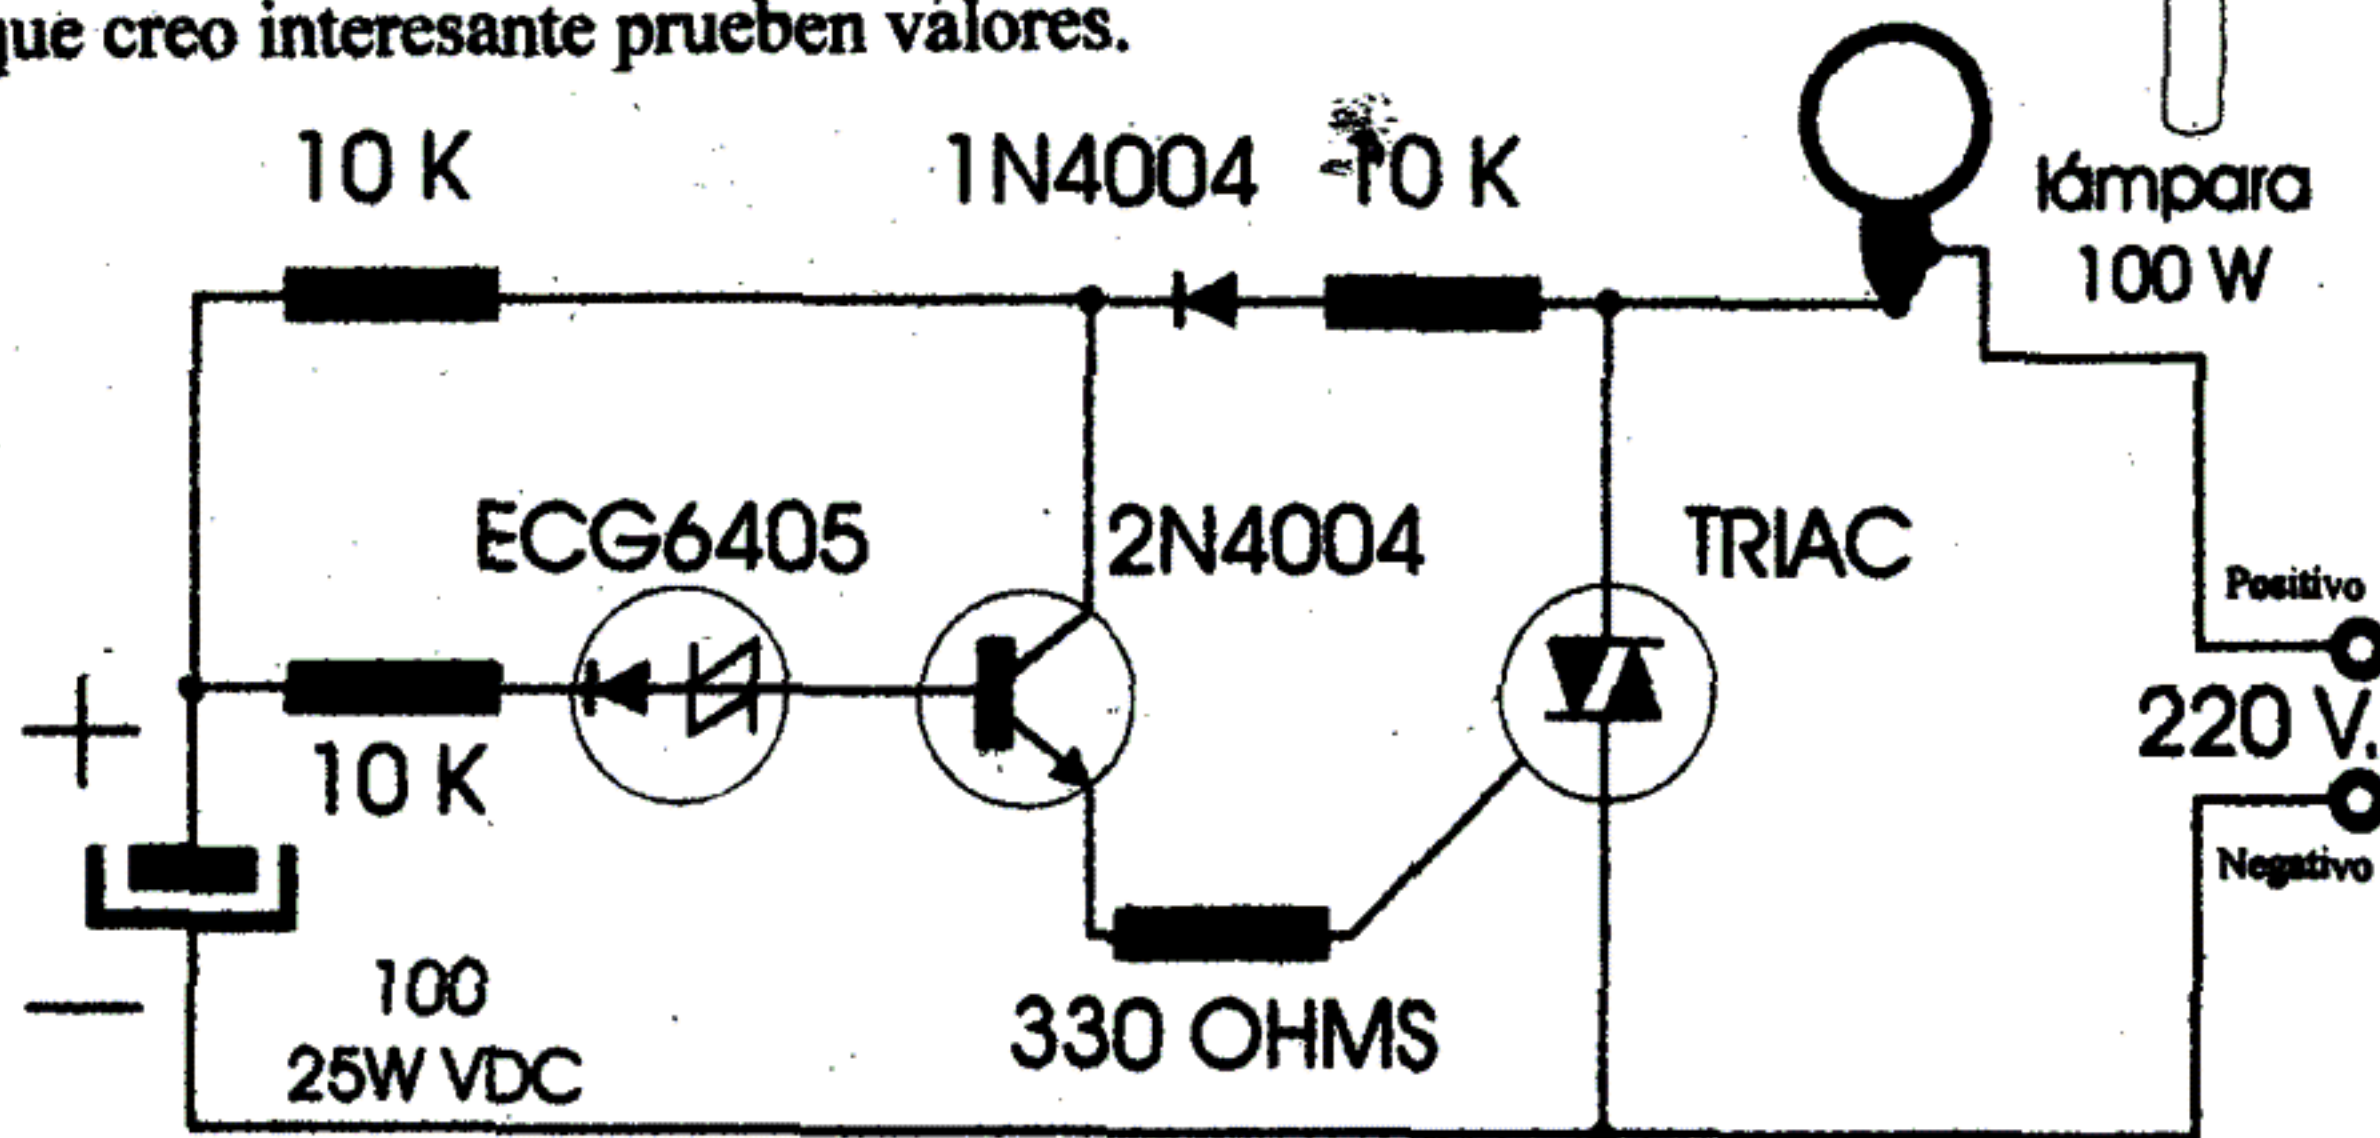 que creo interesante prueben valores.
10 K
1N4004
10 K
lámpara
100 W
ECG6405
2N4004
TRIAC
Positivo
220 V.
Negativo
+
10 K
−
100
25W VDC
330 OHMS